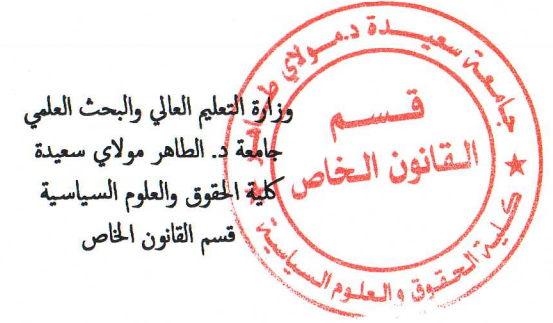 وزارة التعليم العالي والبحث العلمي
جامعة د. الطاهر مولاي سعيدة
كلية الحقوق والعلوم السياسية
قسم القانون الخاص
جامعة سعيدة د.مولاي طاهر
قسم
القانون الخاص
كلية الحقوق والعلوم السياسية